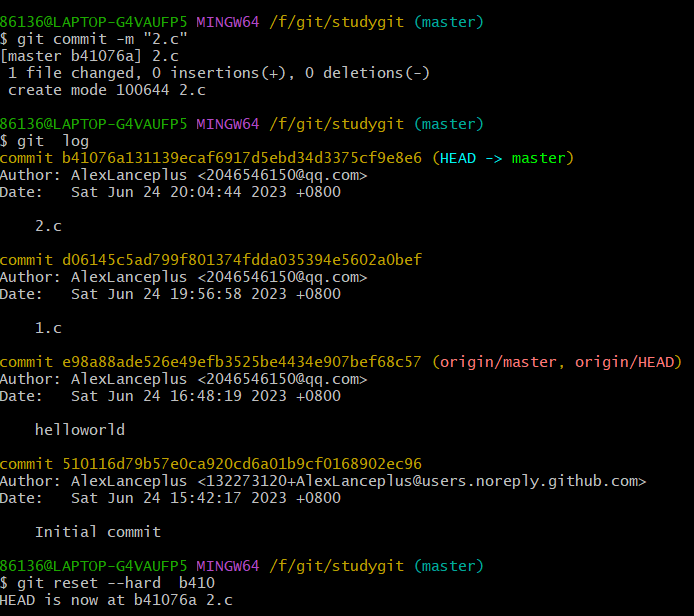 86136@LAPTOP-G4VAUFP5 MINGW64 /f/git/studygit (master)
$ git commit -m "2.c"
[master b41076a] 2.c
 1 file changed, 0 insertions(+), 0 deletions(-)
 create mode 100644 2.c
86136@LAPTOP-G4VAUFP5 MINGW64 /f/git/studygit (master)
$ git  log
commit b41076a131139ecaf6917d5ebd34d3375cf9e8e6 (HEAD -> master)
Author: AlexLanceplus <2046546150@qq.com>
Date:   Sat Jun 24 20:04:44 2023 +0800
    2.c
commit d06145c5ad799f801374fdda035394e5602a0bef
Author: AlexLanceplus <2046546150@qq.com>
Date:   Sat Jun 24 19:56:58 2023 +0800
    1.c
commit e98a88ade526e49efb3525be4434e907bef68c57 (origin/master, origin/HEAD)
Author: AlexLanceplus <2046546150@qq.com>
Date:   Sat Jun 24 16:48:19 2023 +0800
    helloworld
commit 510116d79b57e0ca920cd6a01b9cf0168902ec96
Author: AlexLanceplus <132273120+AlexLanceplus@users.noreply.github.com>
Date:   Sat Jun 24 15:42:17 2023 +0800
    Initial commit
86136@LAPTOP-G4VAUFP5 MINGW64 /f/git/studygit (master)
$ git reset --hard  b410
HEAD is now at b41076a 2.c